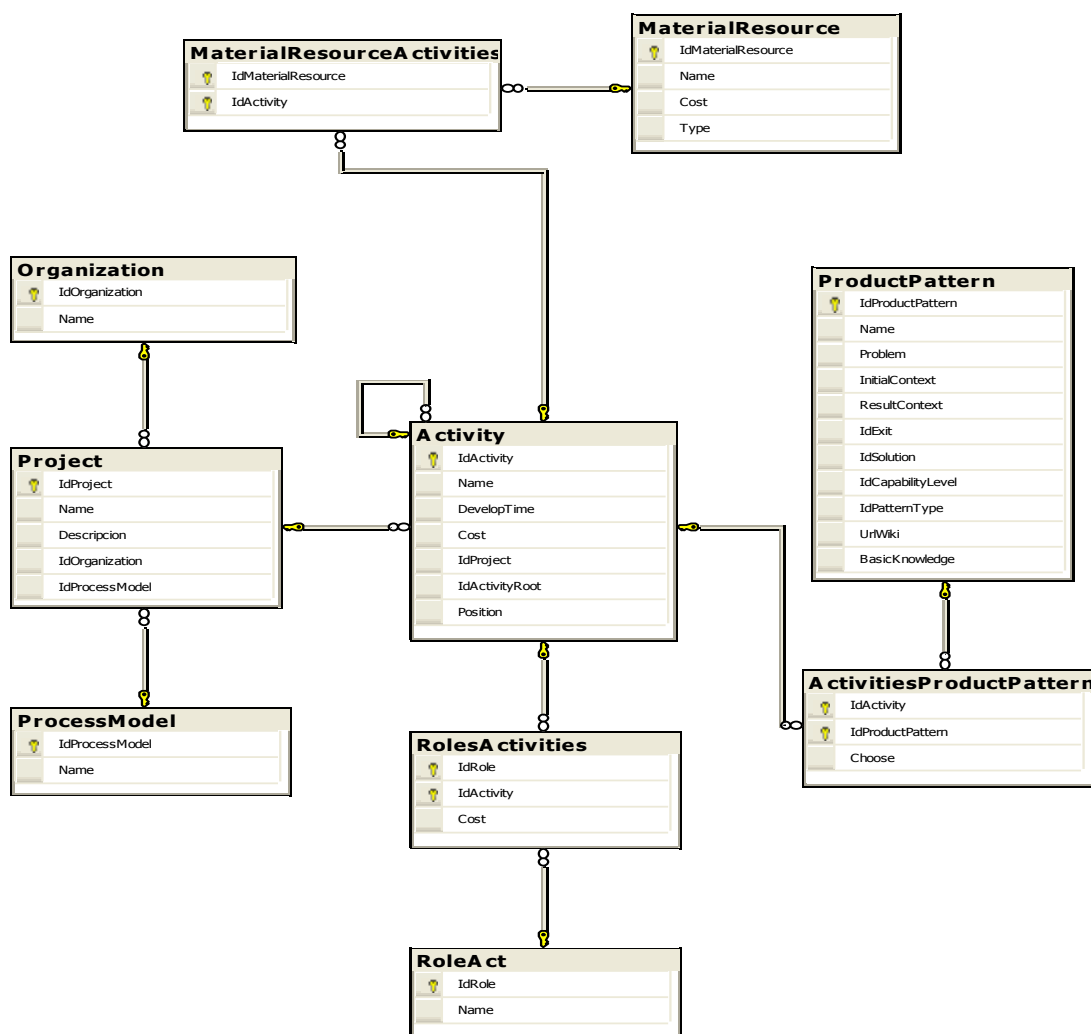 MaterialResourceActivities
IdMaterialResource
IdActivity
MaterialResource
IdMaterialResource
Name
Cost
Type
Organization
IdOrganization
Name
ProductPattern
IdProductPattern
Name
Problem
InitialContext
ResultContext
IdExit
IdSolution
IdCapabilityLevel
IdPatternType
UrlWiki
BasicKnowledge
Project
IdProject
Name
Descripcion
IdOrganization
IdProcessModel
Activity
IdActivity
Name
DevelopTime
Cost
IdProject
IdActivityRoot
Position
ProcessModel
IdProcessModel
Name
RolesActivities
IdRole
IdActivity
Cost
ActivitiesProductPattern
IdActivity
IdProductPattern
Choose
RoleAct
IdRole
Name